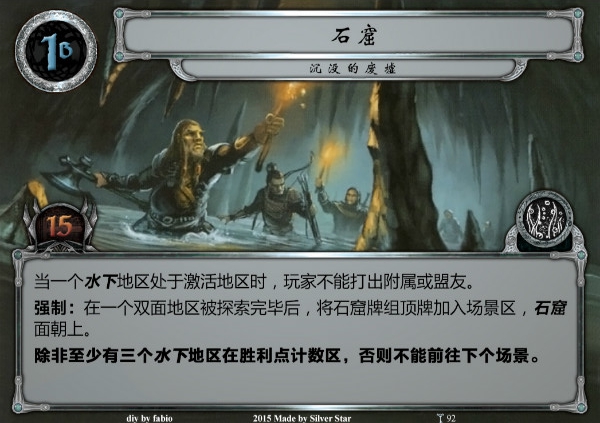 1B
石窟
沉没的废墟
15
当一个水下地区处于激活地区时，玩家不能打出附属或盟友。
强制：在一个双面地区被探索完毕后，将石窟牌组顶牌加入场景区，石窟
面朝上。
除非至少有三个水下地区在胜利点计数区，否则不能前往下个场景。
diy by fabio 2015 Made by Silver Star 92